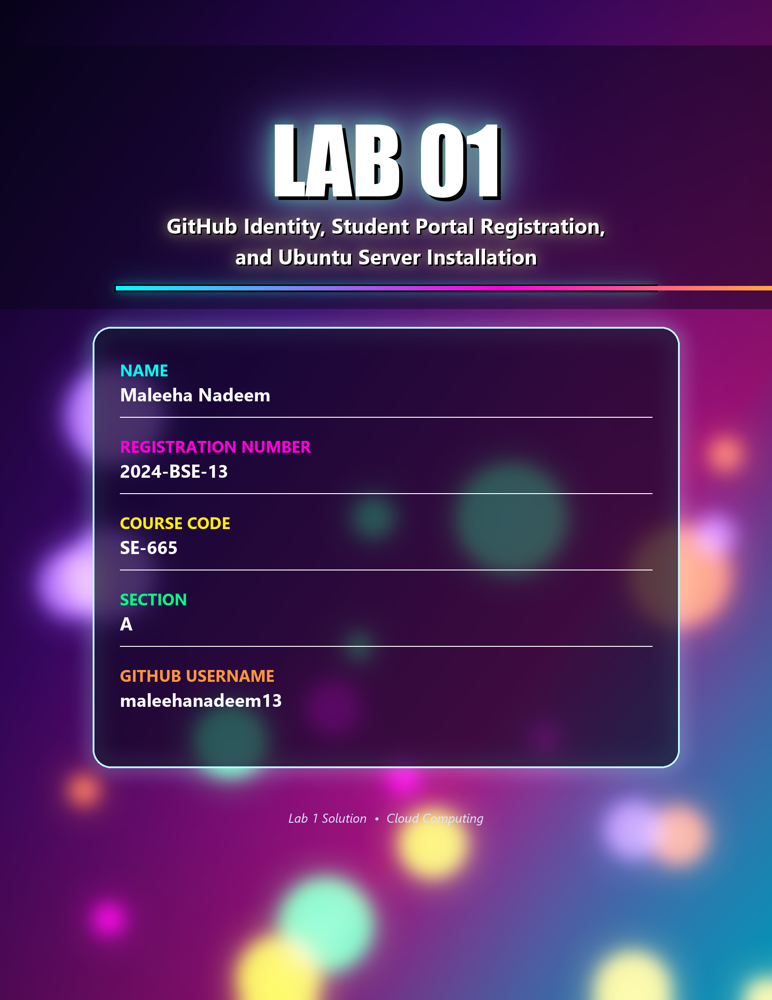 LAB 01
GitHub Identity, Student Portal Registration,
and Ubuntu Server Installation
NAME
Maleeha Nadeem
REGISTRATION NUMBER
2024-BSE-13
COURSE CODE
SE-665
SECTION
A
GITHUB USERNAME
maleehanadeem13
Lab 1 Solution • Cloud Computing